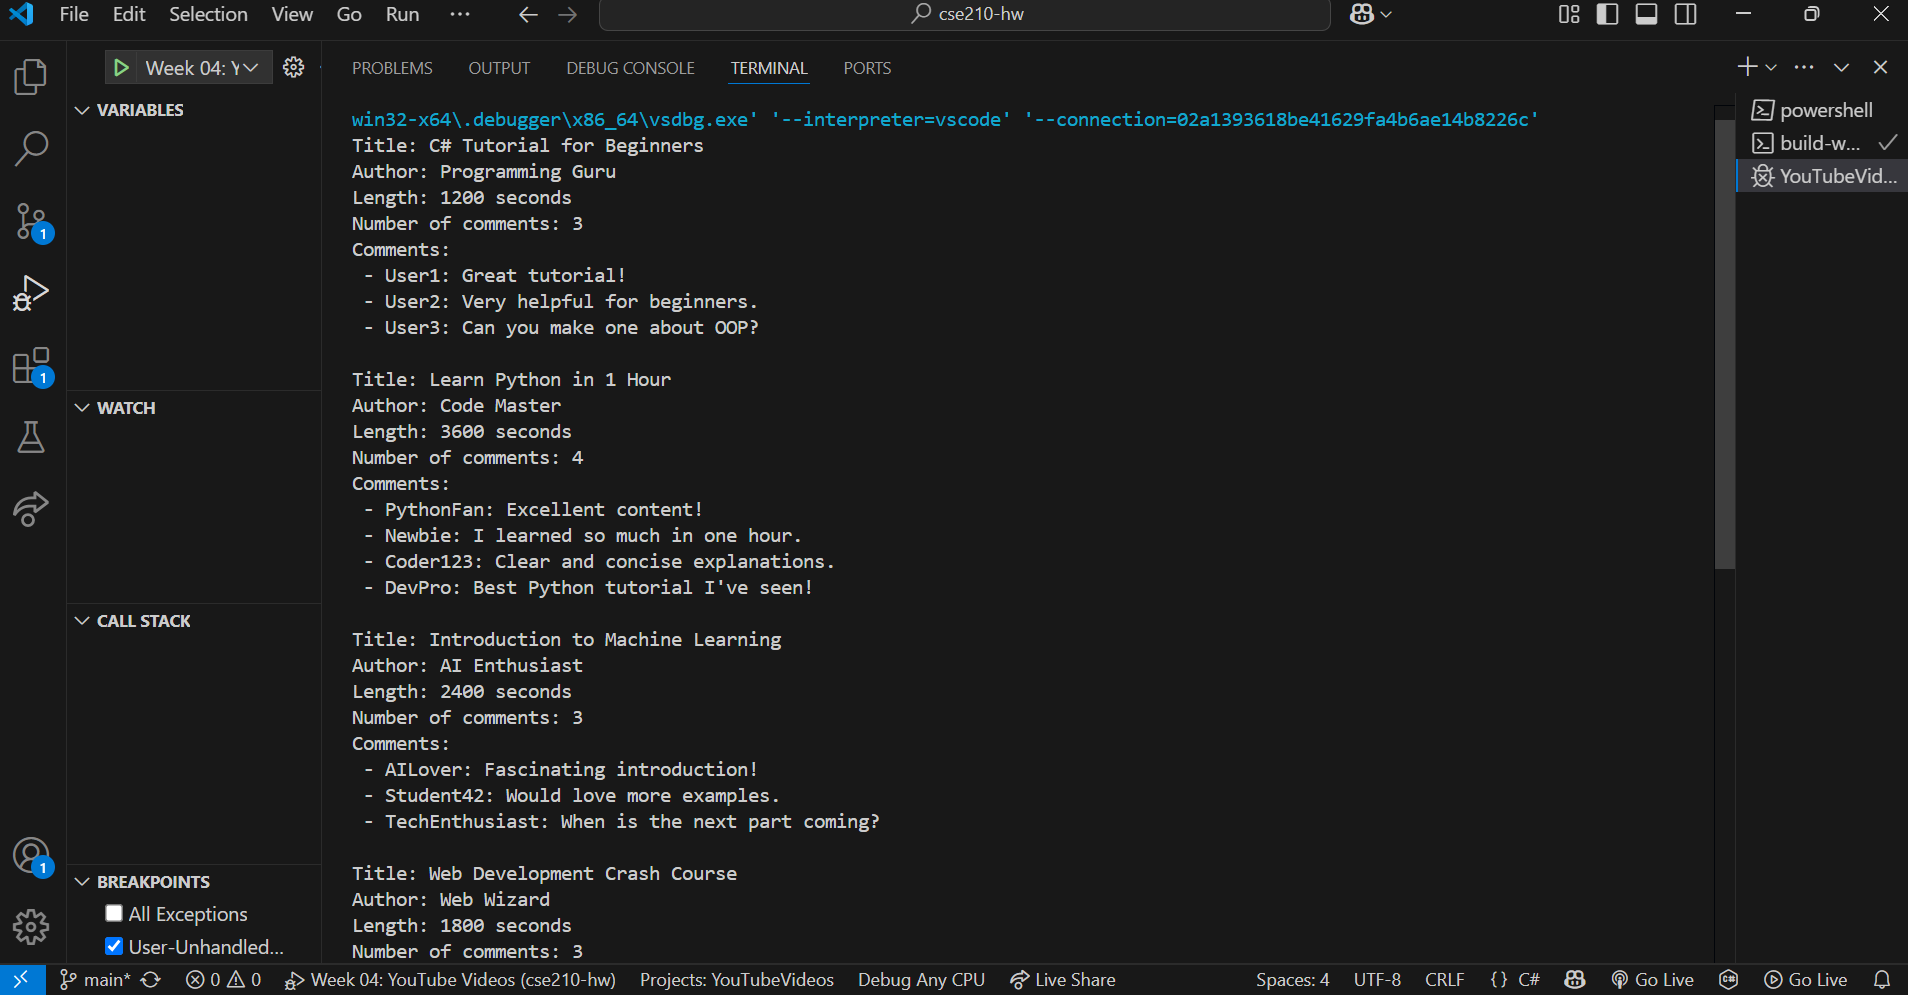 File Edit Selection View Go Run ··· cse210-hw
Week 04: Y
PROBLEMS OUTPUT DEBUG CONSOLE TERMINAL PORTS
VARIABLES
WATCH
CALL STACK
BREAKPOINTS
All Exceptions
User-Unhandled...
win32-x64\.debugger\x86_64\vsdbg.exe' '--interpreter=vscode' '--connection=02a1393618be41629fa4b6ae14b8226c'
Title: C# Tutorial for Beginners
Author: Programming Guru
Length: 1200 seconds
Number of comments: 3
Comments:
- User1: Great tutorial!
- User2: Very helpful for beginners.
- User3: Can you make one about OOP?
Title: Learn Python in 1 Hour
Author: Code Master
Length: 3600 seconds
Number of comments: 4
Comments:
- PythonFan: Excellent content!
- Newbie: I learned so much in one hour.
- Coder123: Clear and concise explanations.
- DevPro: Best Python tutorial I've seen!
Title: Introduction to Machine Learning
Author: AI Enthusiast
Length: 2400 seconds
Number of comments: 3
Comments:
- AILover: Fascinating introduction!
- Student42: Would love more examples.
- TechEnthusiast: When is the next part coming?
Title: Web Development Crash Course
Author: Web Wizard
Length: 1800 seconds
Number of comments: 3
powershell
build-w...
YouTubeVid...
1
1
1
main* 0 0 Week 04: YouTube Videos (cse210-hw) Projects: YouTubeVideos Debug Any CPU Live Share Spaces: 4 UTF-8 CRLF {} C# Go Live Go Live